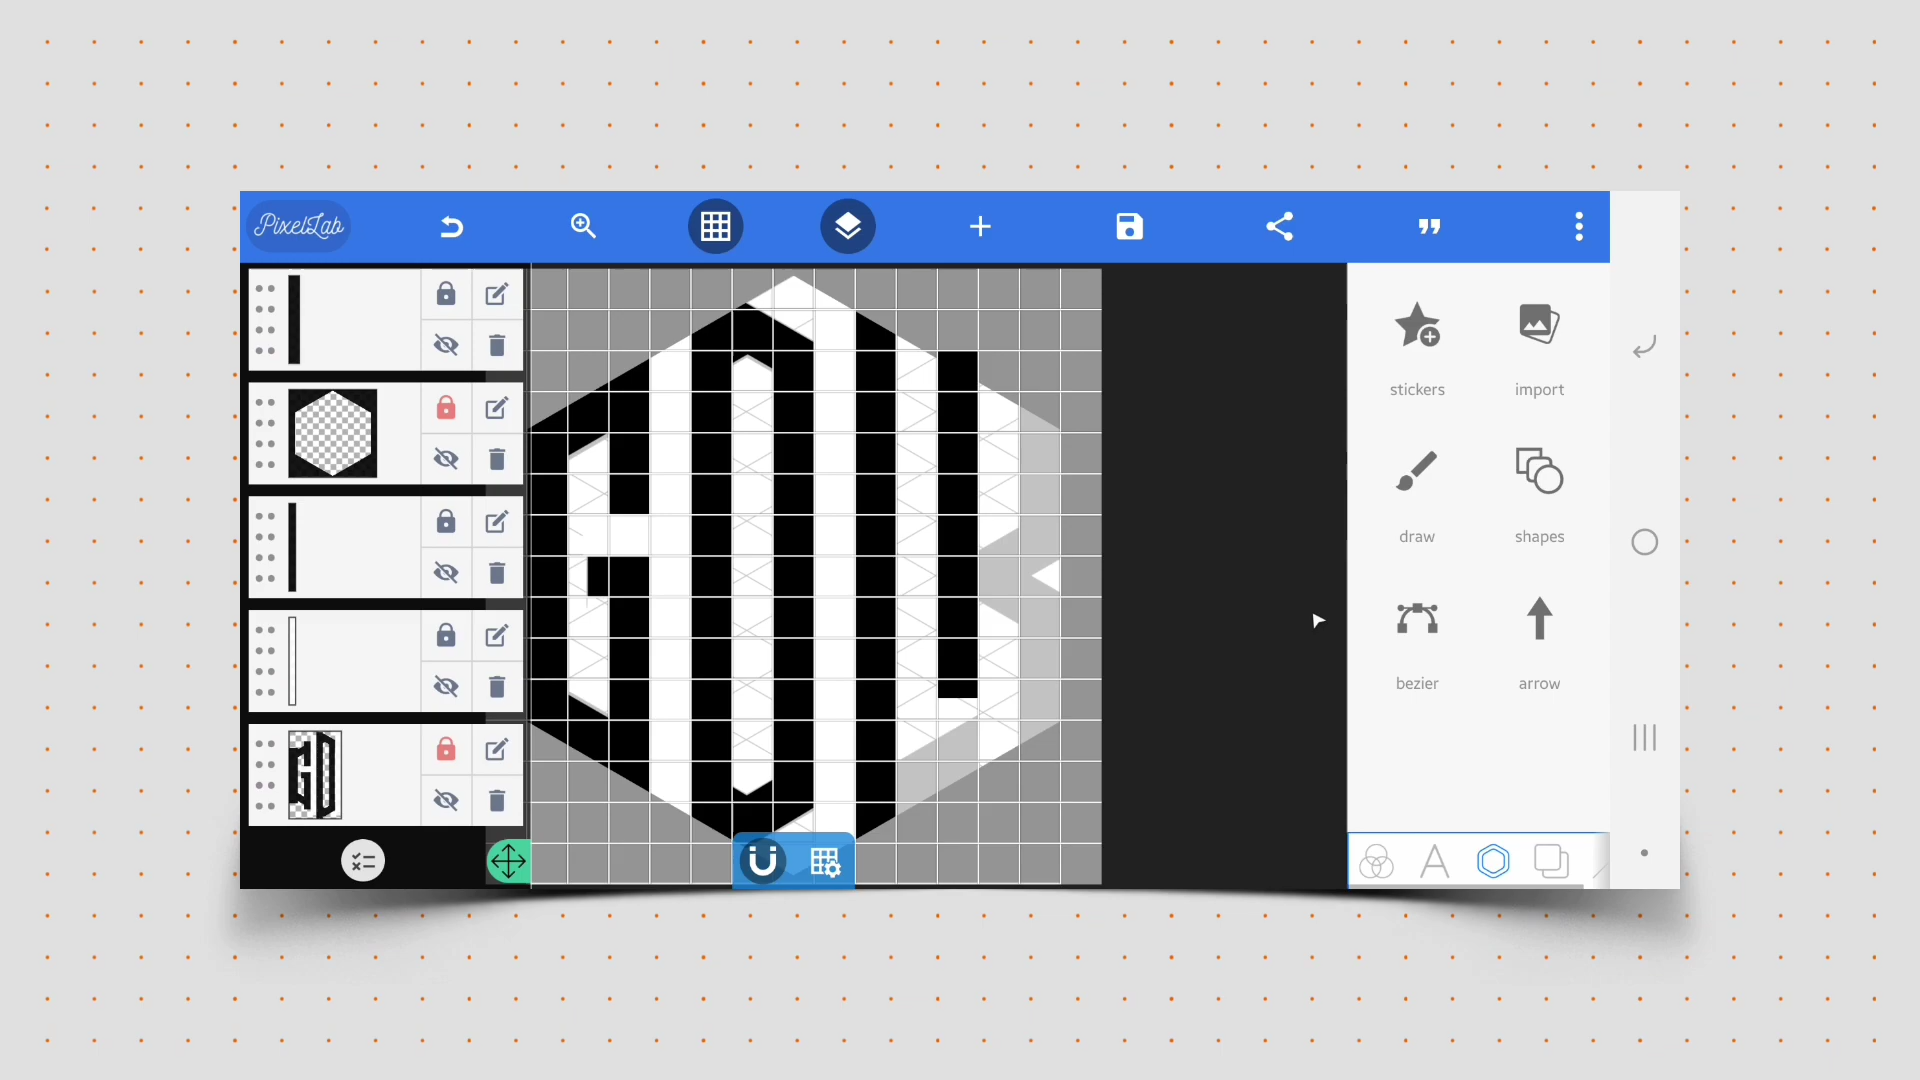 PixelLab
stickers
import
draw
shapes
bezier
arrow